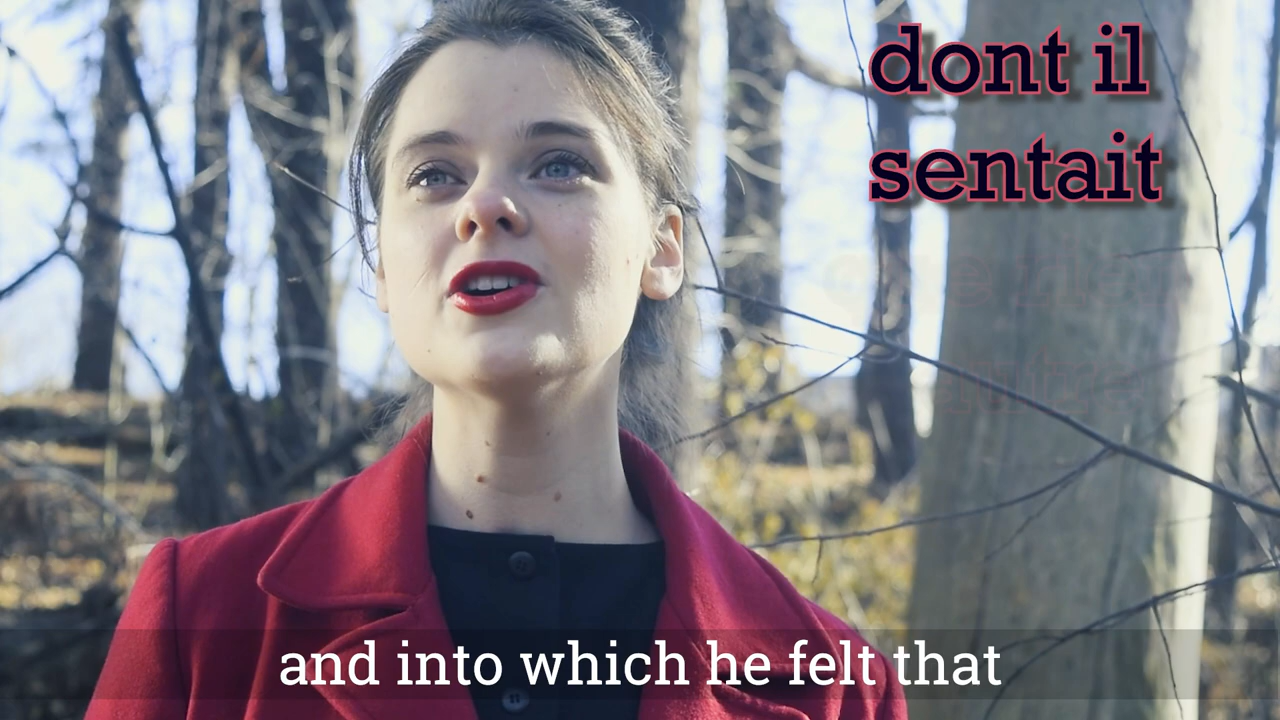 dont il
sentait
and into which he felt that